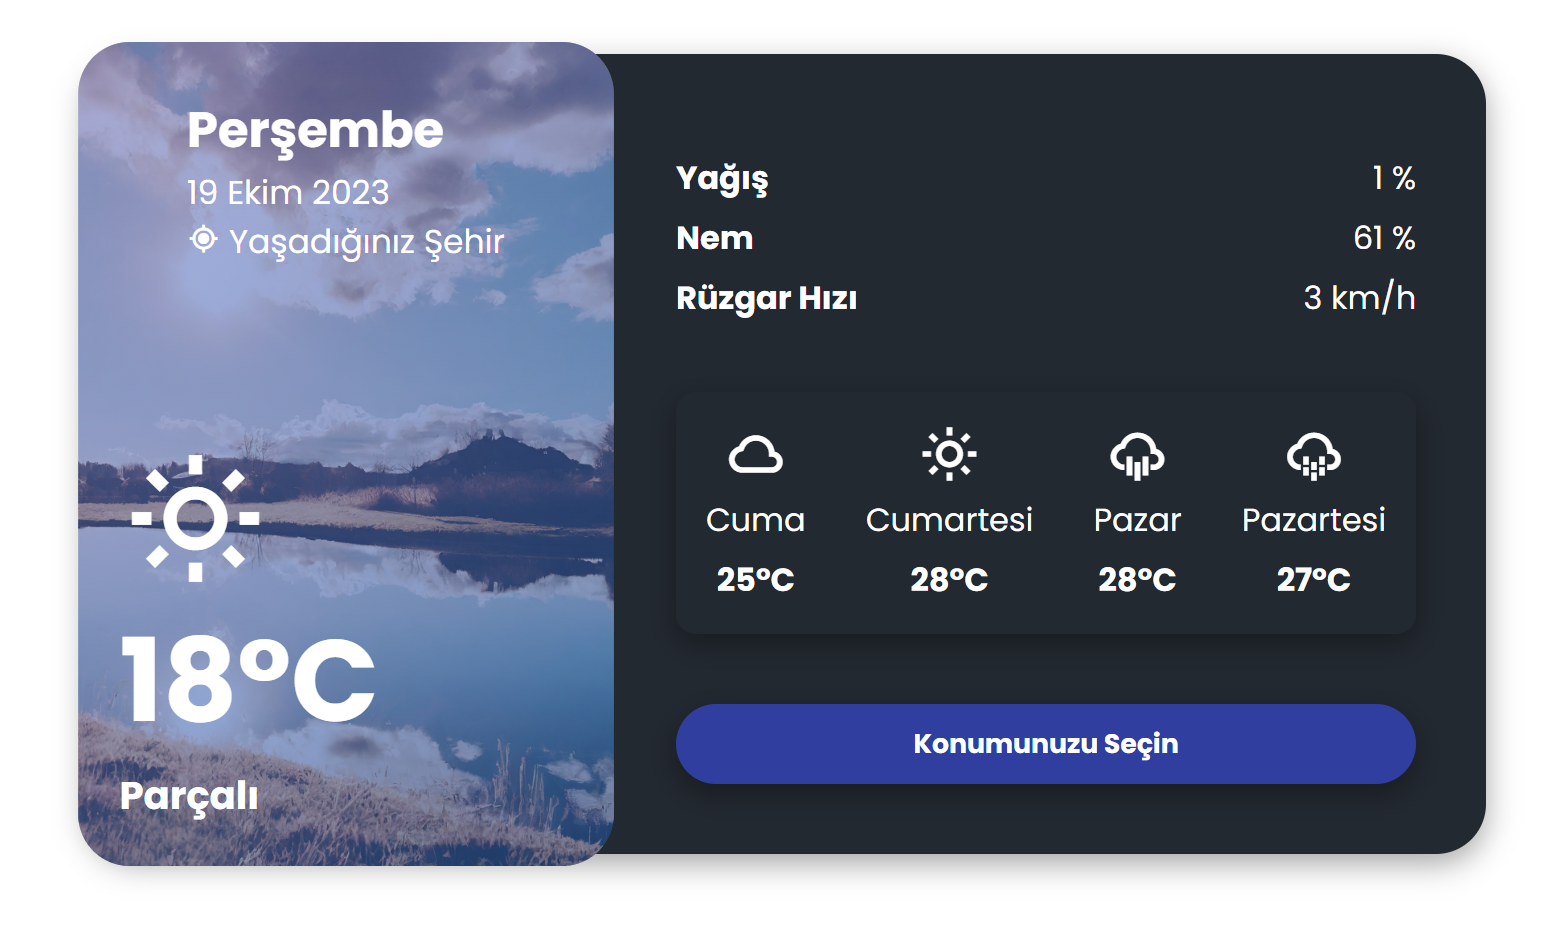 Perşembe
19 Ekim 2023
Yaşadığınız Şehir
18°C
Parçalı
Yağış 1 %
Nem 61 %
Rüzgar Hızı 3 km/h
Cuma Cumartesi Pazar Pazartesi
25°C 28°C 28°C 27°C
Konumunuzu Seçin